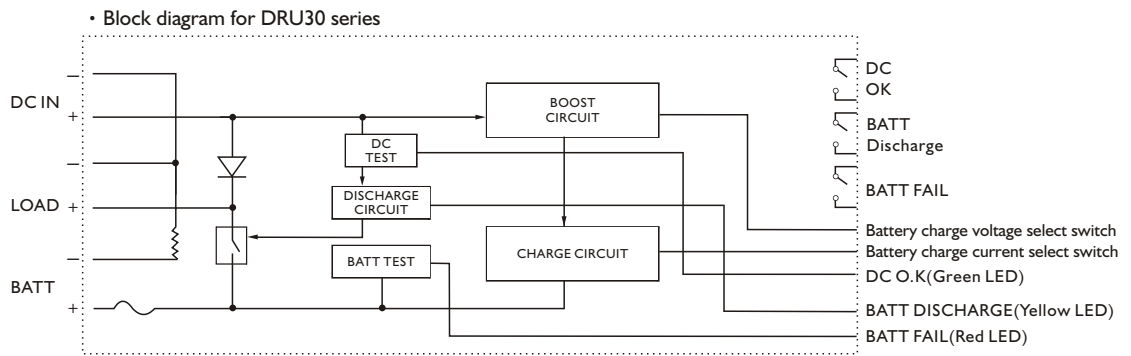 • Block diagram for DRU30 series
DC IN
−
+
LOAD
−
+
BATT
−
+
BOOST
CIRCUIT
DC
TEST
DISCHARGE
CIRCUIT
BATT TEST
CHARGE CIRCUIT
DC
OK
BATT
Discharge
BATT FAIL
Battery charge voltage select switch
Battery charge current select switch
DC O.K(Green LED)
BATT DISCHARGE(Yellow LED)
BATT FAIL(Red LED)